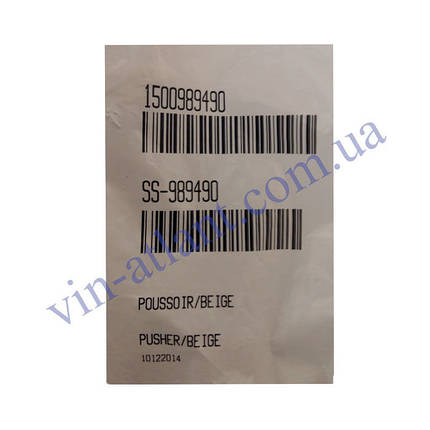 1500989490
SS-989490
POUSSOIR/BEIGE
PUSHER/BEIGE
10122014
vin-atlant.com.ua